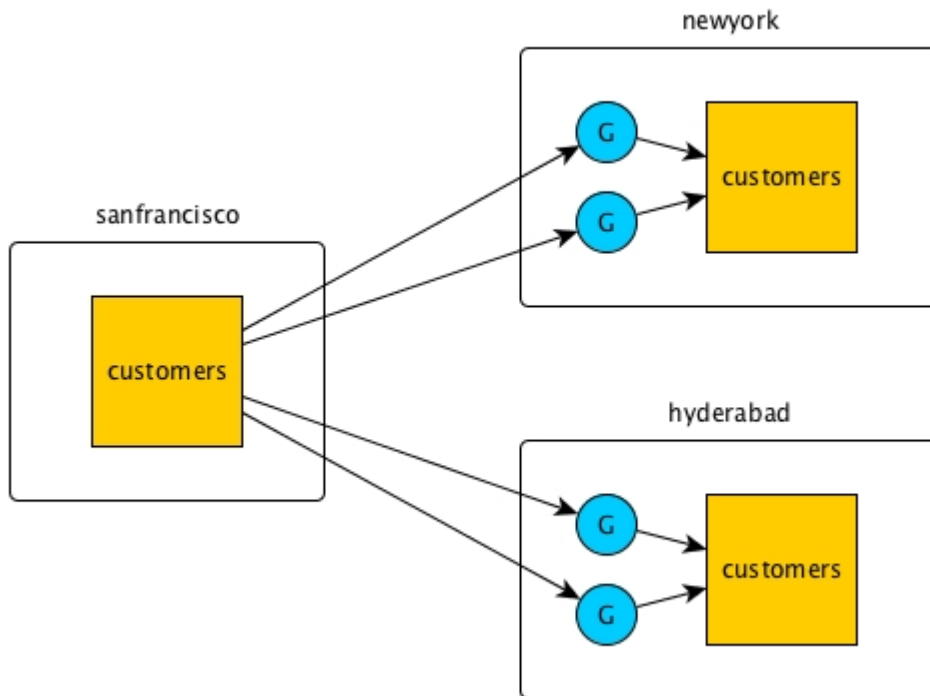 newyork
G
customers
G
sanfrancisco
customers
hyderabad
G
customers
G